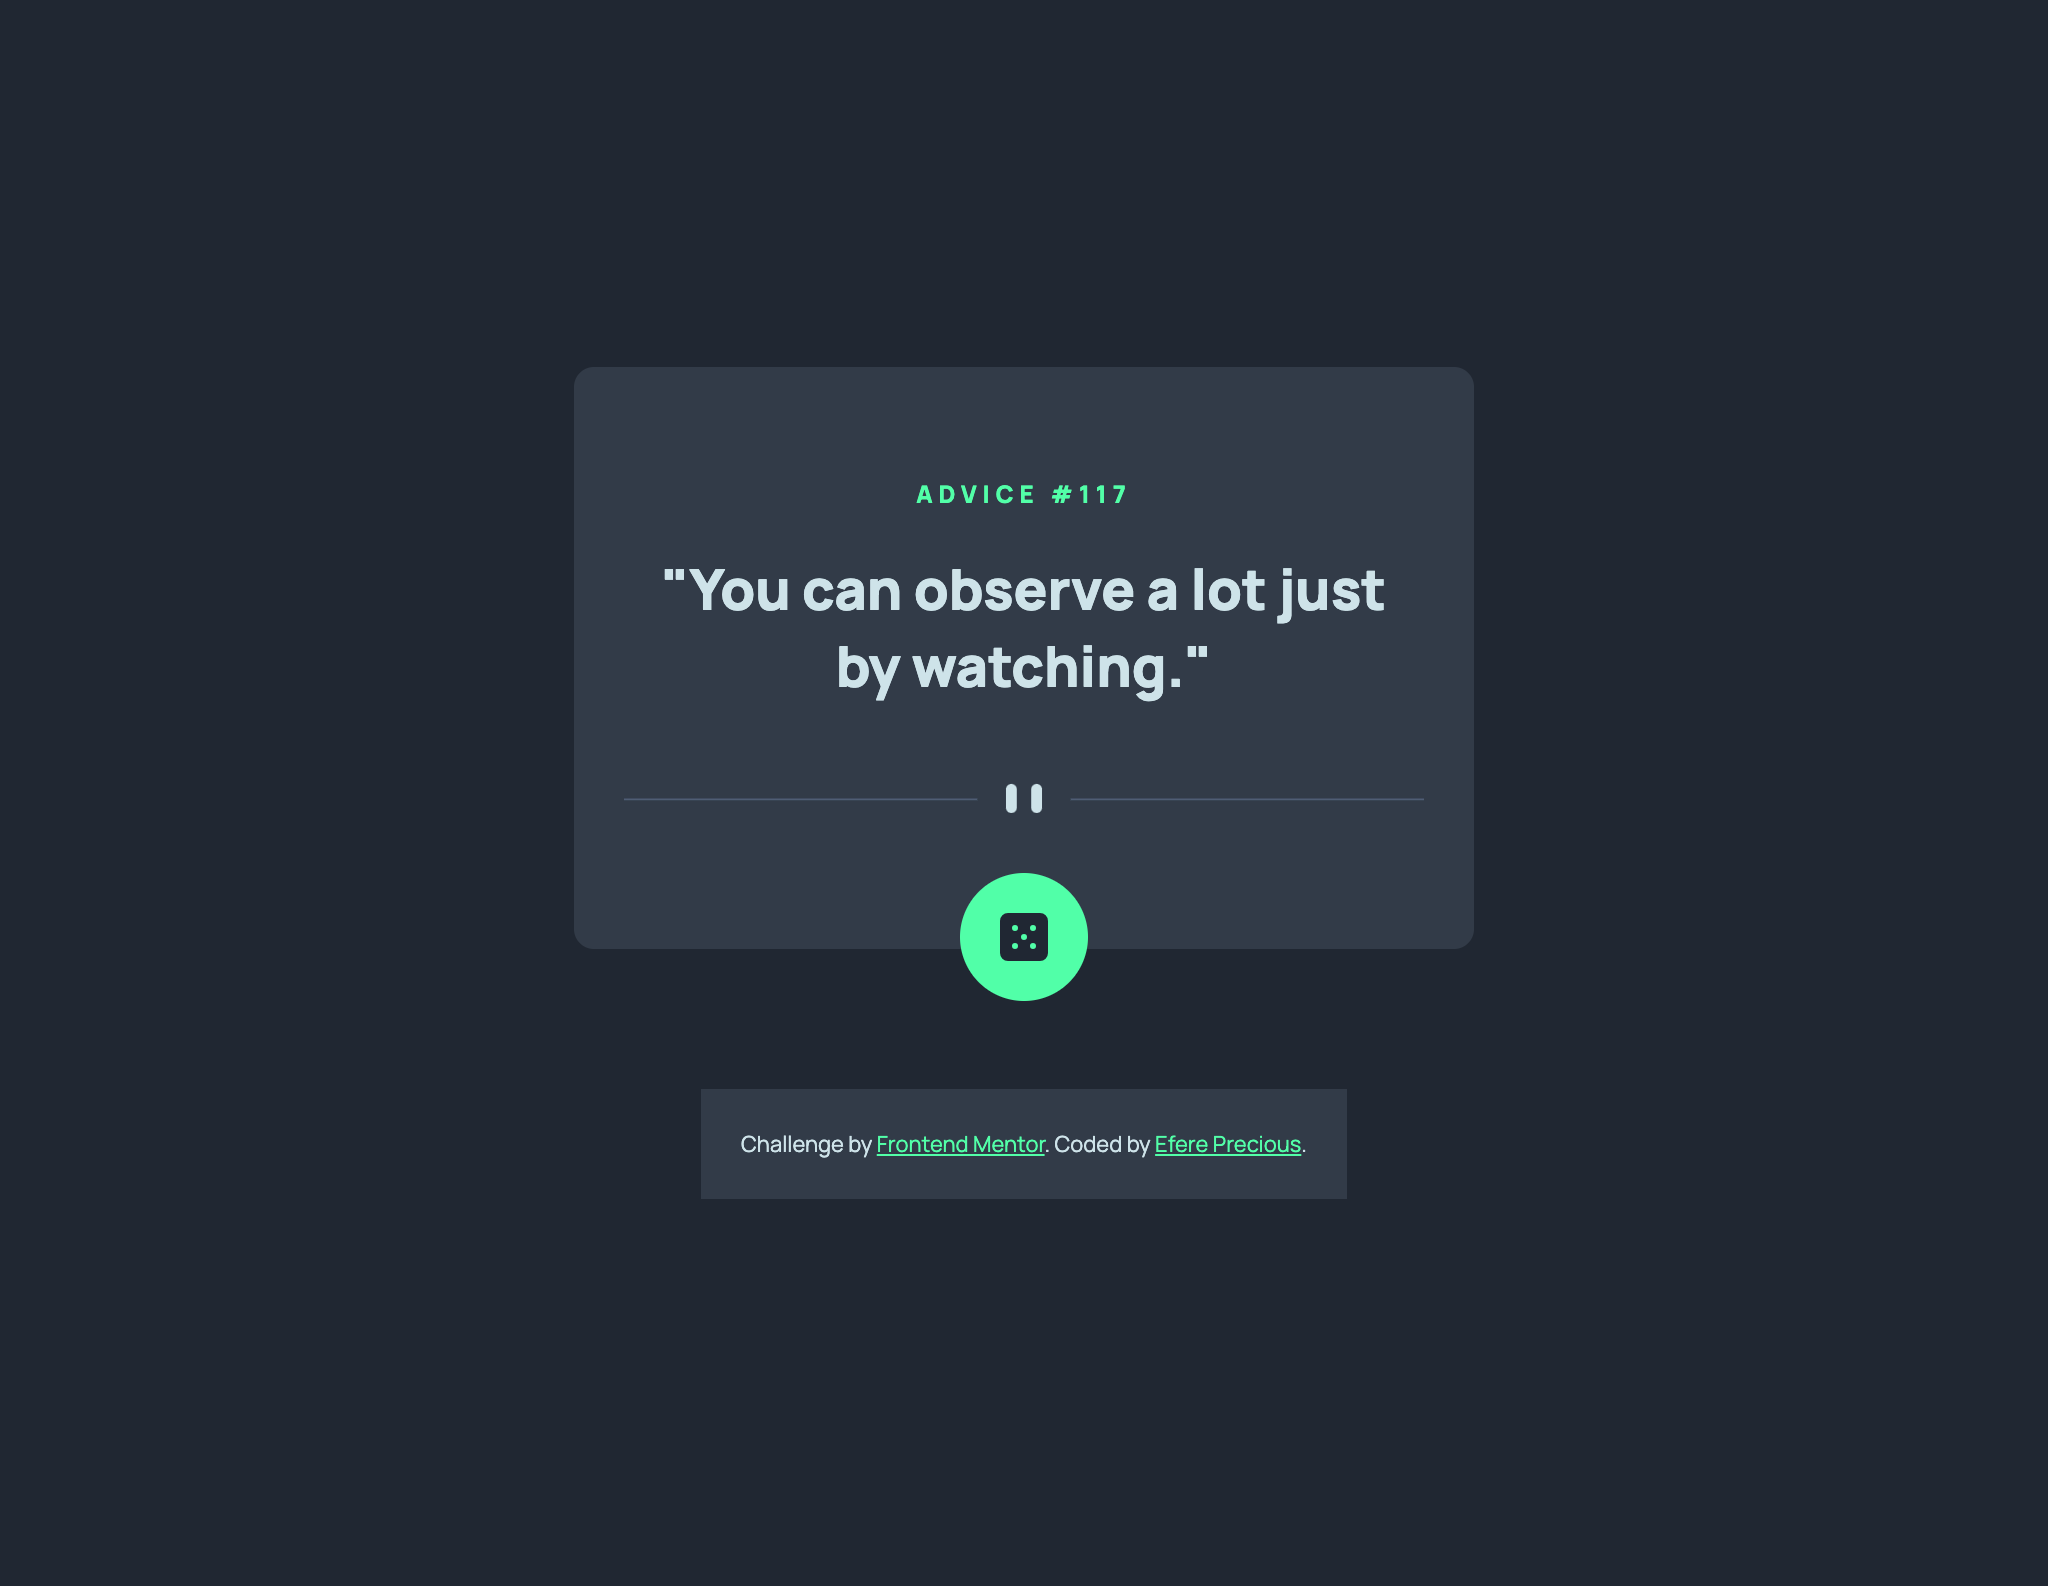 ADVICE #117
"You can observe a lot just
by watching."
Challenge by Frontend Mentor. Coded by Efere Precious.